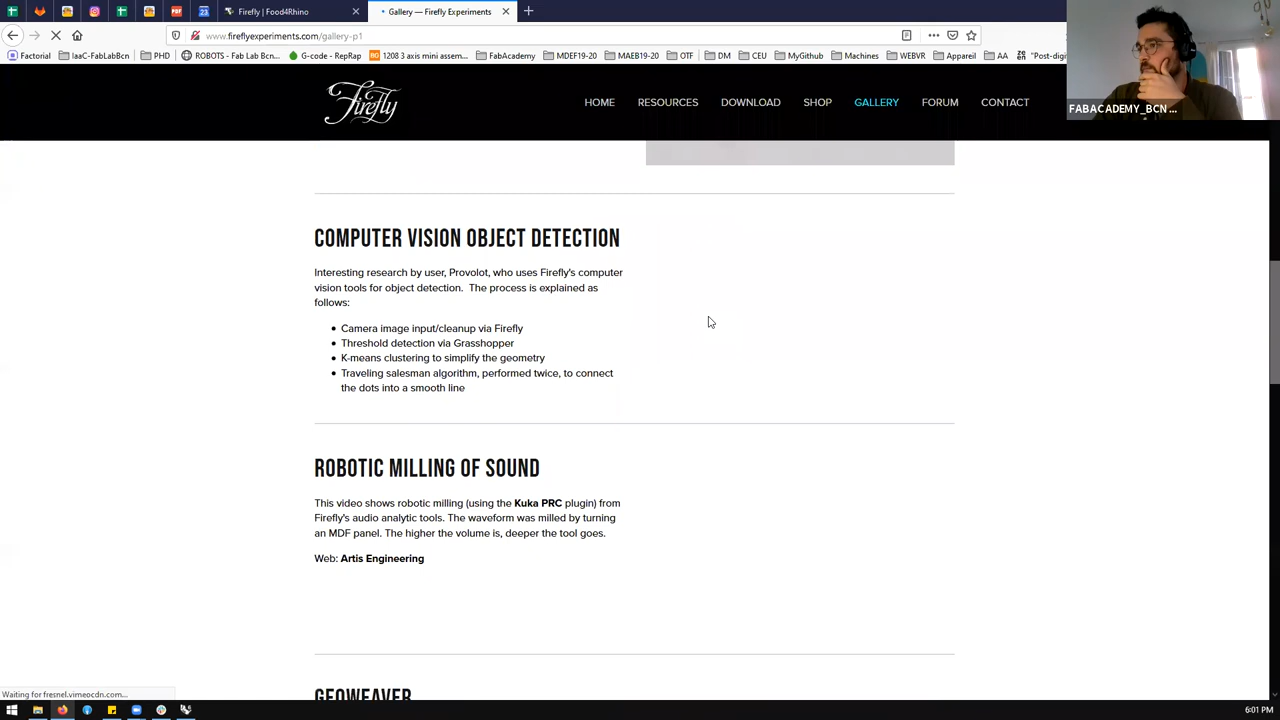 Firefly | Food4Rhino
Gallery — Firefly Experiments
www.fireflyexperiments.com/gallery-p1
Factorial
IaaC-FabLabBcn
PHD
ROBOTS - Fab Lab Bcn...
G-code - RepRap
1208 3 axis mini assem...
FabAcademy
MDEF19-20
MAEB19-20
OTF
DM
CEU
MyGithub
Machines
WEBVR
Appareil
AA
"Post-digi
FABACADEMY_BCN ...
Firefly
HOME
RESOURCES
DOWNLOAD
SHOP
GALLERY
FORUM
CONTACT
COMPUTER VISION OBJECT DETECTION
Interesting research by user, Provolot, who uses Firefly's computer
vision tools for object detection. The process is explained as
follows:
• Camera image input/cleanup via Firefly
• Threshold detection via Grasshopper
• K-means clustering to simplify the geometry
• Traveling salesman algorithm, performed twice, to connect
the dots into a smooth line
ROBOTIC MILLING OF SOUND
This video shows robotic milling (using the Kuka PRC plugin) from
Firefly's audio analytic tools. The waveform was milled by turning
an MDF panel. The higher the volume is, deeper the tool goes.
Web: Artis Engineering
GEOWEAVER
Waiting for fresnel.vimeocdn.com...
6:01 PM